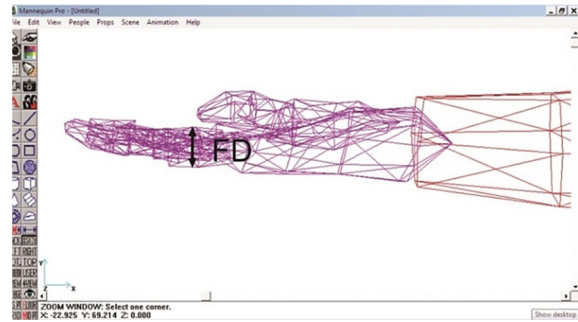 Mannequin Pro - [Untitled]
File Edit View People Props Scene Animation Help
FD
Y
Z X
ZOOM WINDOW: Select one corner.
X: -22.925 Y: 69.214 Z: 0.000
Show desktop